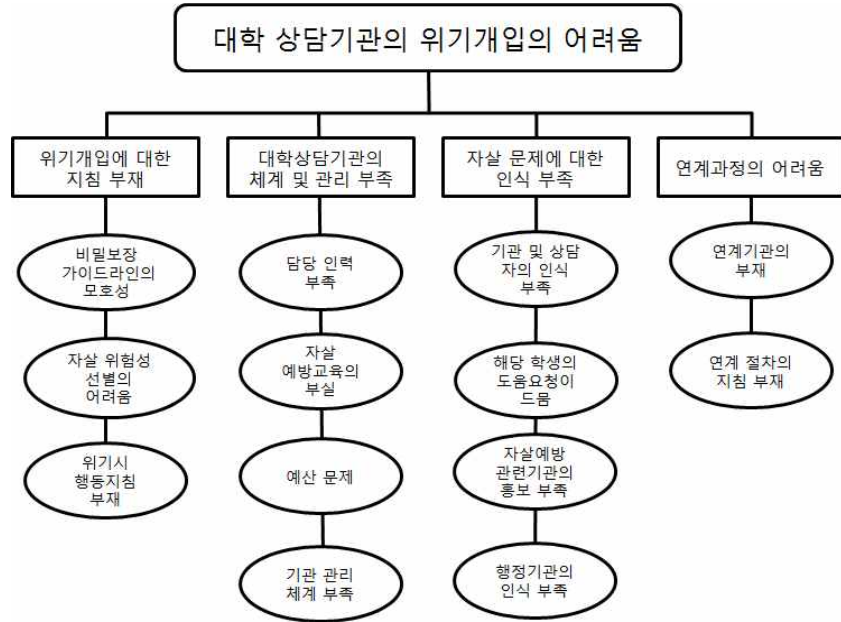 대학 상담기관의 위기개입의 어려움
위기개입에 대한
지침 부재
비밀보장
가이드라인의
모호성
자살 위험성
선별의
어려움
위기시
행동지침
부재
대학상담기관의
체계 및 관리 부족
담당 인력
부족
자살
예방교육의
부실
예산 문제
기관 관리
체계 부족
자살 문제에 대한
인식 부족
기관 및 상담
자의 인식
부족
해당 학생의
도움요청이
드뭄
자살예방
관련기관의
홍보 부족
행정기관의
인식 부족
연계과정의 어려움
연계기관의
부재
연계 절차의
지침 부재